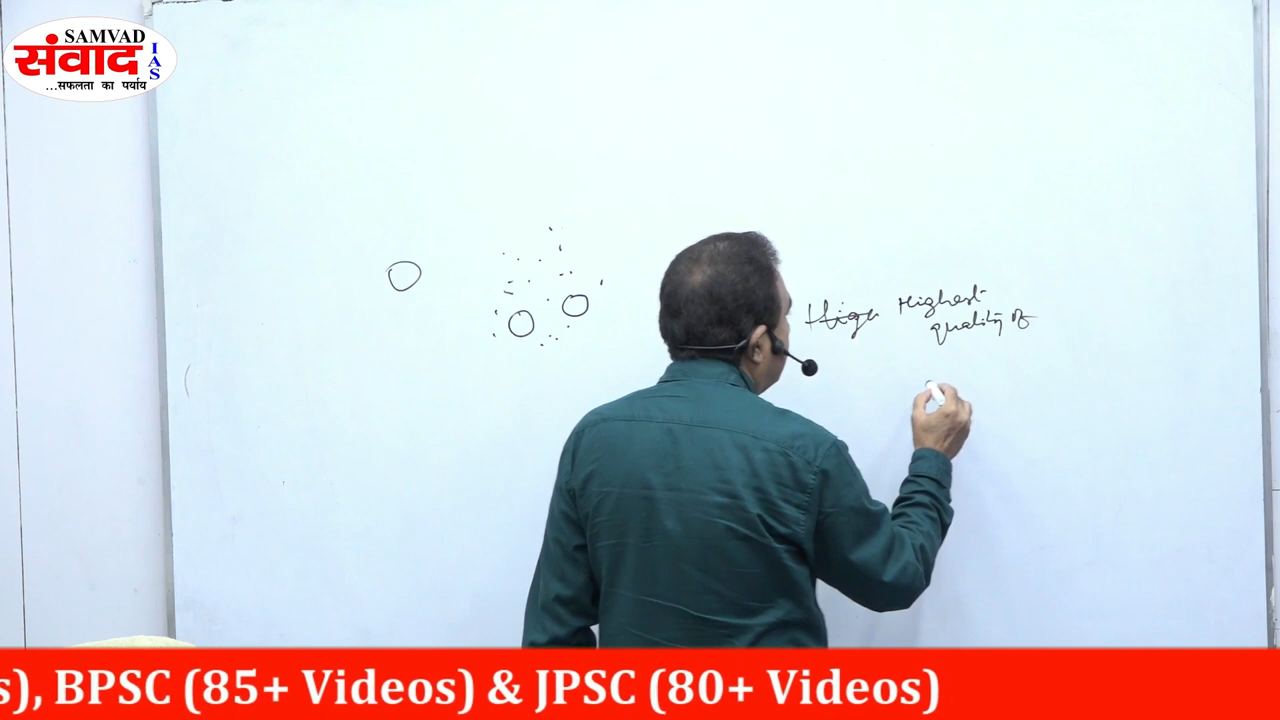 SAMVAD
संवाद
IAS
...सफलता का पर्याय
High Highest
quality of
s), BPSC (85+ Videos) & JPSC (80+ Videos)